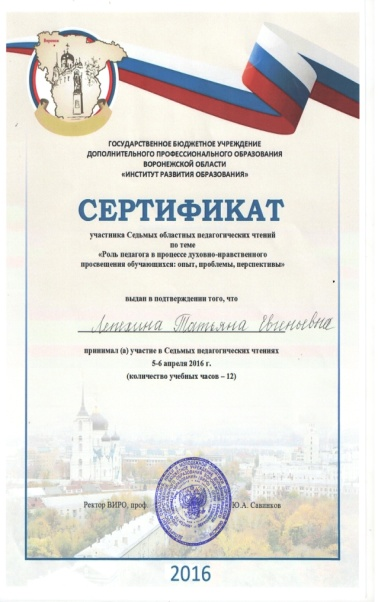 Воронеж
ГОСУДАРСТВЕННОЕ БЮДЖЕТНОЕ УЧРЕЖДЕНИЕ
ДОПОЛНИТЕЛЬНОГО ПРОФЕССИОНАЛЬНОГО ОБРАЗОВАНИЯ
ВОРОНЕЖСКОЙ ОБЛАСТИ
«ИНСТИТУТ РАЗВИТИЯ ОБРАЗОВАНИЯ»
СЕРТИФИКАТ
участника Седьмых областных педагогических чтений
по теме
«Роль педагога в процессе духовно-нравственного
просвещения обучающихся: опыт, проблемы, перспективы»
выдан в подтверждении того, что
Татьяна
принимал (а) участие в Седьмых педагогических чтениях
5-6 апреля 2016 г.
(количество учебных часов – 12)
Ректор ВИРО, проф
Ю.А. Савинков
2016